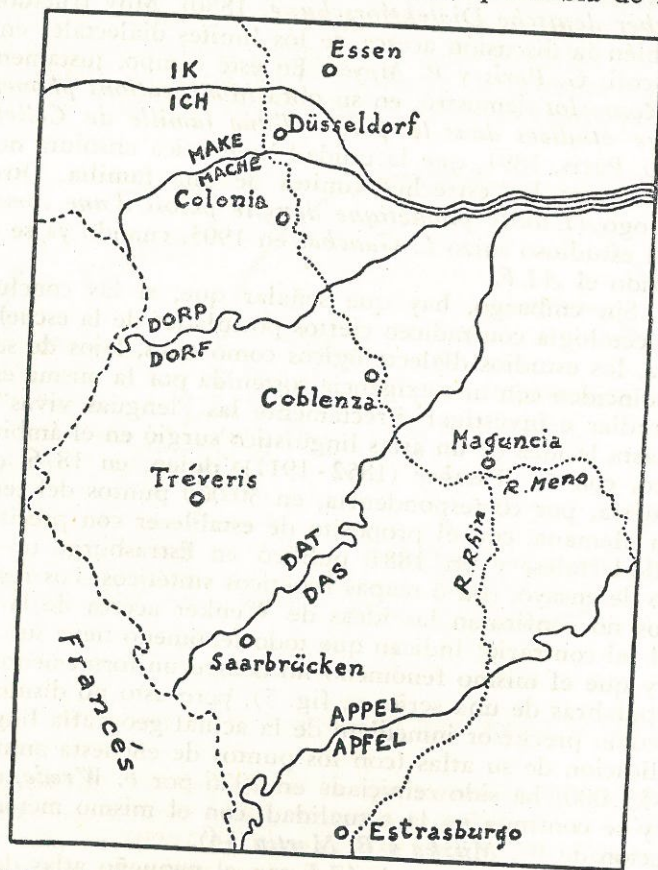 Essen
IK
ICH
Düsseldorf
MAKE
MACHE
Colonia
DORP
DORF
Coblenza
Maguncia
R Meno
Treveris
R Rhin
DAT
DAS
Saarbrücken
Frances
APPEL
APFEL
Estrasburgo